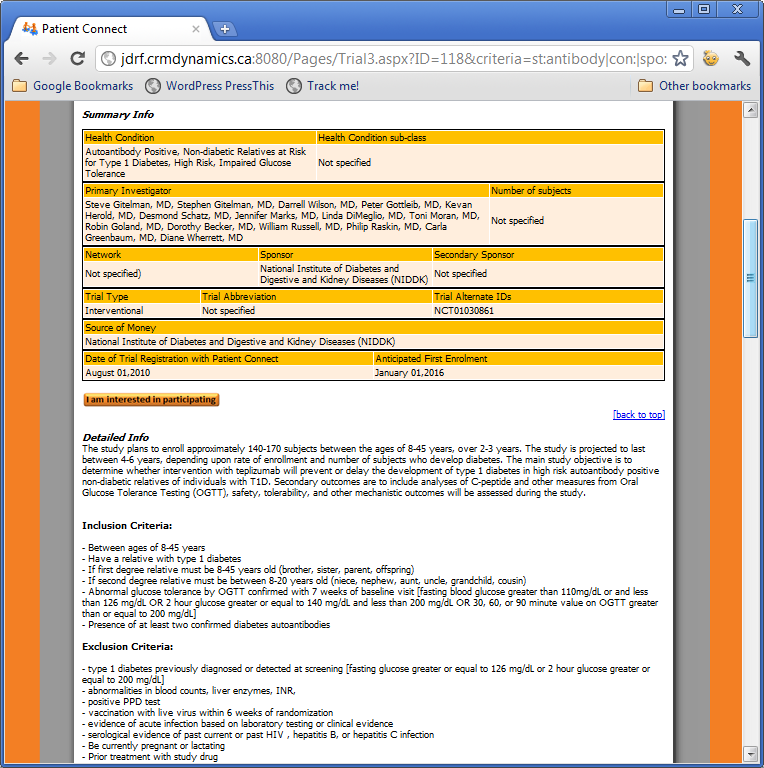 Patient Connect
jdrf.crmdynamics.ca:8080/Pages/Trial3.aspx?ID=118&criteria=st:antibody|con:|spo:
Google Bookmarks WordPress PressThis Track me! Other bookmarks
Summary Info
Health Condition Health Condition sub-class
Autoantibody Positive, Non-diabetic Relatives at Risk
for Type 1 Diabetes, High Risk, Impaired Glucose
Tolerance
Not specified
Primary Investigator Number of subjects
Steve Gitelman, MD, Stephen Gitelman, MD, Darrell Wilson, MD, Peter Gottleib, MD, Kevan
Herold, MD, Desmond Schatz, MD, Jennifer Marks, MD, Linda DiMeglio, MD, Toni Moran, MD,
Robin Goland, MD, Dorothy Becker, MD, William Russell, MD, Philip Raskin, MD, Carla
Greenbaum, MD, Diane Wherrett, MD
Not specified
Network Sponsor Secondary Sponsor
Not specified)
National Institute of Diabetes and
Digestive and Kidney Diseases (NIDDK)
Not specified
Trial Type Trial Abbreviation Trial Alternate IDs
Interventional Not specified NCT01030861
Source of Money
National Institute of Diabetes and Digestive and Kidney Diseases (NIDDK)
Date of Trial Registration with Patient Connect Anticipated First Enrolment
August 01,2010 January 01,2016
I am interested in participating
[back to top]
Detailed Info
The study plans to enroll approximately 140-170 subjects between the ages of 8-45 years, over 2-3 years. The study is projected to last
between 4-6 years, depending upon rate of enrollment and number of subjects who develop diabetes. The main study objective is to
determine whether intervention with teplizumab will prevent or delay the development of type 1 diabetes in high risk autoantibody positive
non-diabetic relatives of individuals with T1D. Secondary outcomes are to include analyses of C-peptide and other measures from Oral
Glucose Tolerance Testing (OGTT), safety, tolerability, and other mechanistic outcomes will be assessed during the study.
Inclusion Criteria:
- Between ages of 8-45 years
- Have a relative with type 1 diabetes
- If first degree relative must be 8-45 years old (brother, sister, parent, offspring)
- If second degree relative must be between 8-20 years old (niece, nephew, aunt, uncle, grandchild, cousin)
- Abnormal glucose tolerance by OGTT confirmed with 7 weeks of baseline visit [fasting blood glucose greater than 110mg/dL or and less
than 126 mg/dL OR 2 hour glucose greater or equal to 140 mg/dL and less than 200 mg/dL OR 30, 60, or 90 minute value on OGTT greater
than or equal to 200 mg/dL]
- Presence of at least two confirmed diabetes autoantibodies
Exclusion Criteria:
- type 1 diabetes previously diagnosed or detected at screening [fasting glucose greater or equal to 126 mg/dL or 2 hour glucose greater or
equal to 200 mg/dL]
- abnormalities in blood counts, liver enzymes, INR,
- positive PPD test
- vaccination with live virus within 6 weeks of randomization
- evidence of acute infection based on laboratory testing or clinical evidence
- serological evidence of past current or past HIV , hepatitis B, or hepatitis C infection
- Be currently pregnant or lactating
- Prior treatment with study drug